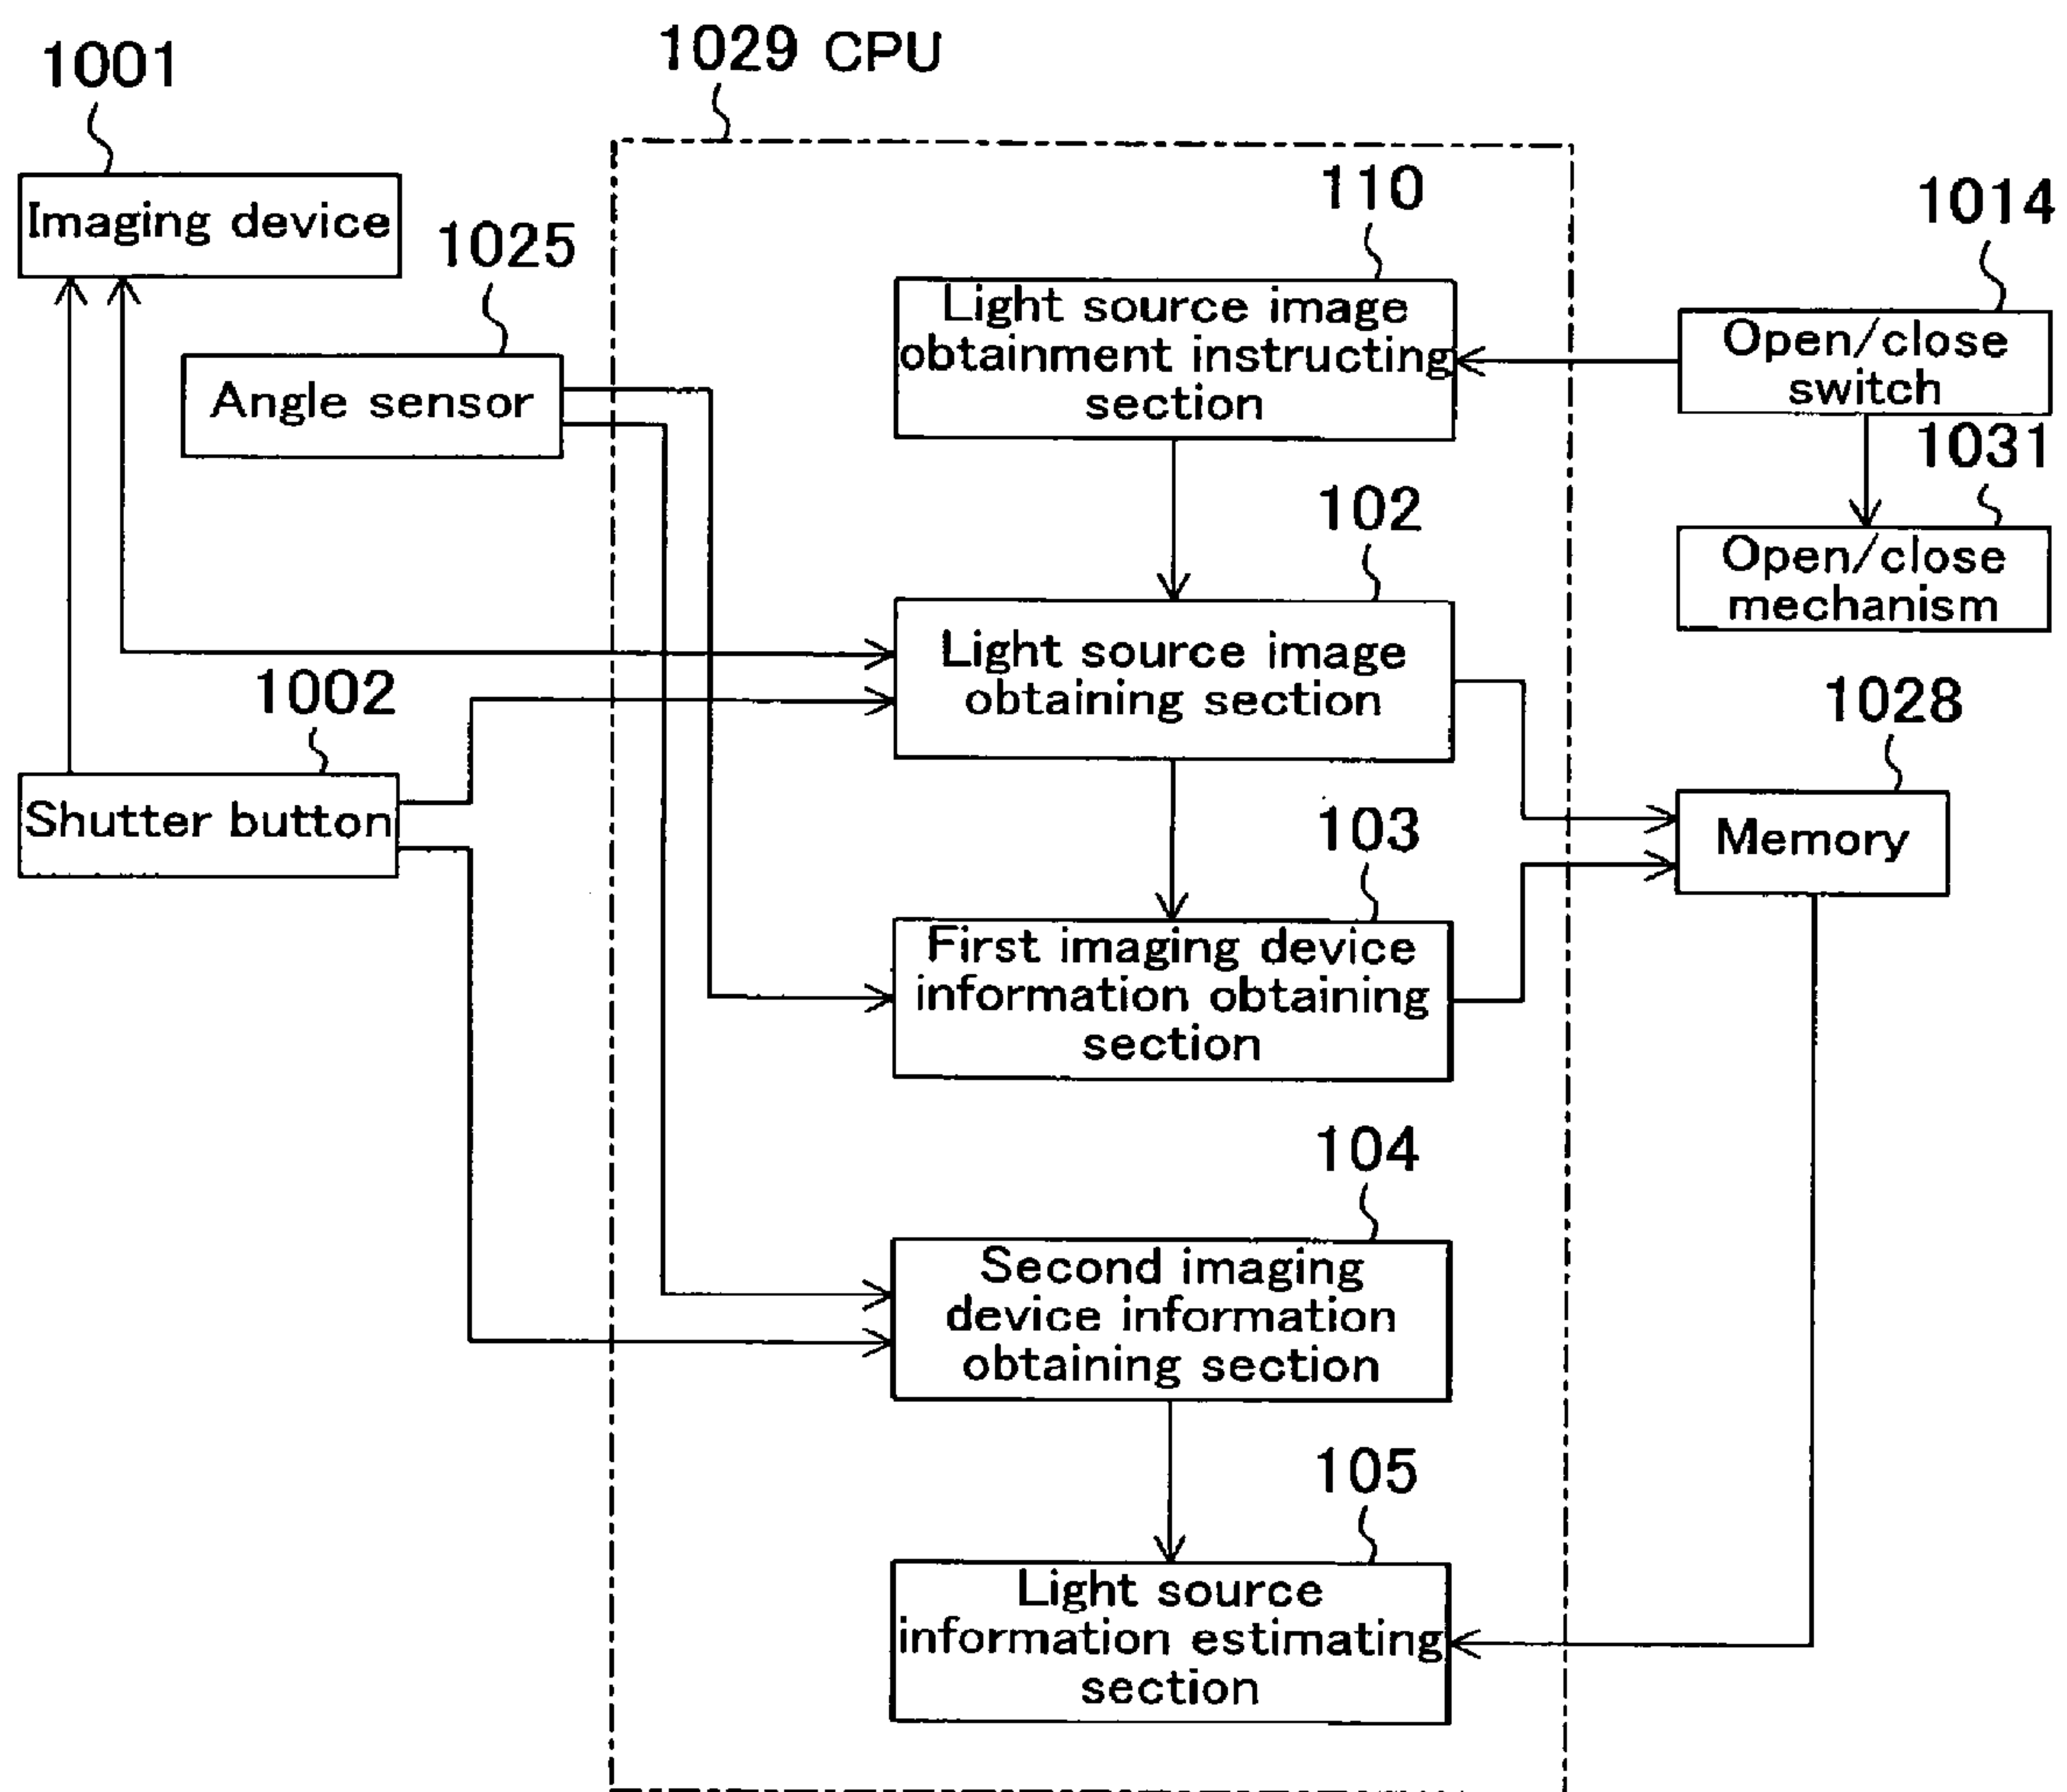 1029 CPU
1001
Imaging device
1025
Angle sensor
110
Light source image
obtainment instructing
section
1014
Open/close
switch
1031
Open/close
mechanism
102
Light source image
obtaining section
1002
Shutter button
1028
Memory
103
First imaging device
information obtaining
section
104
Second imaging
device information
obtaining section
105
Light source
information estimating
section